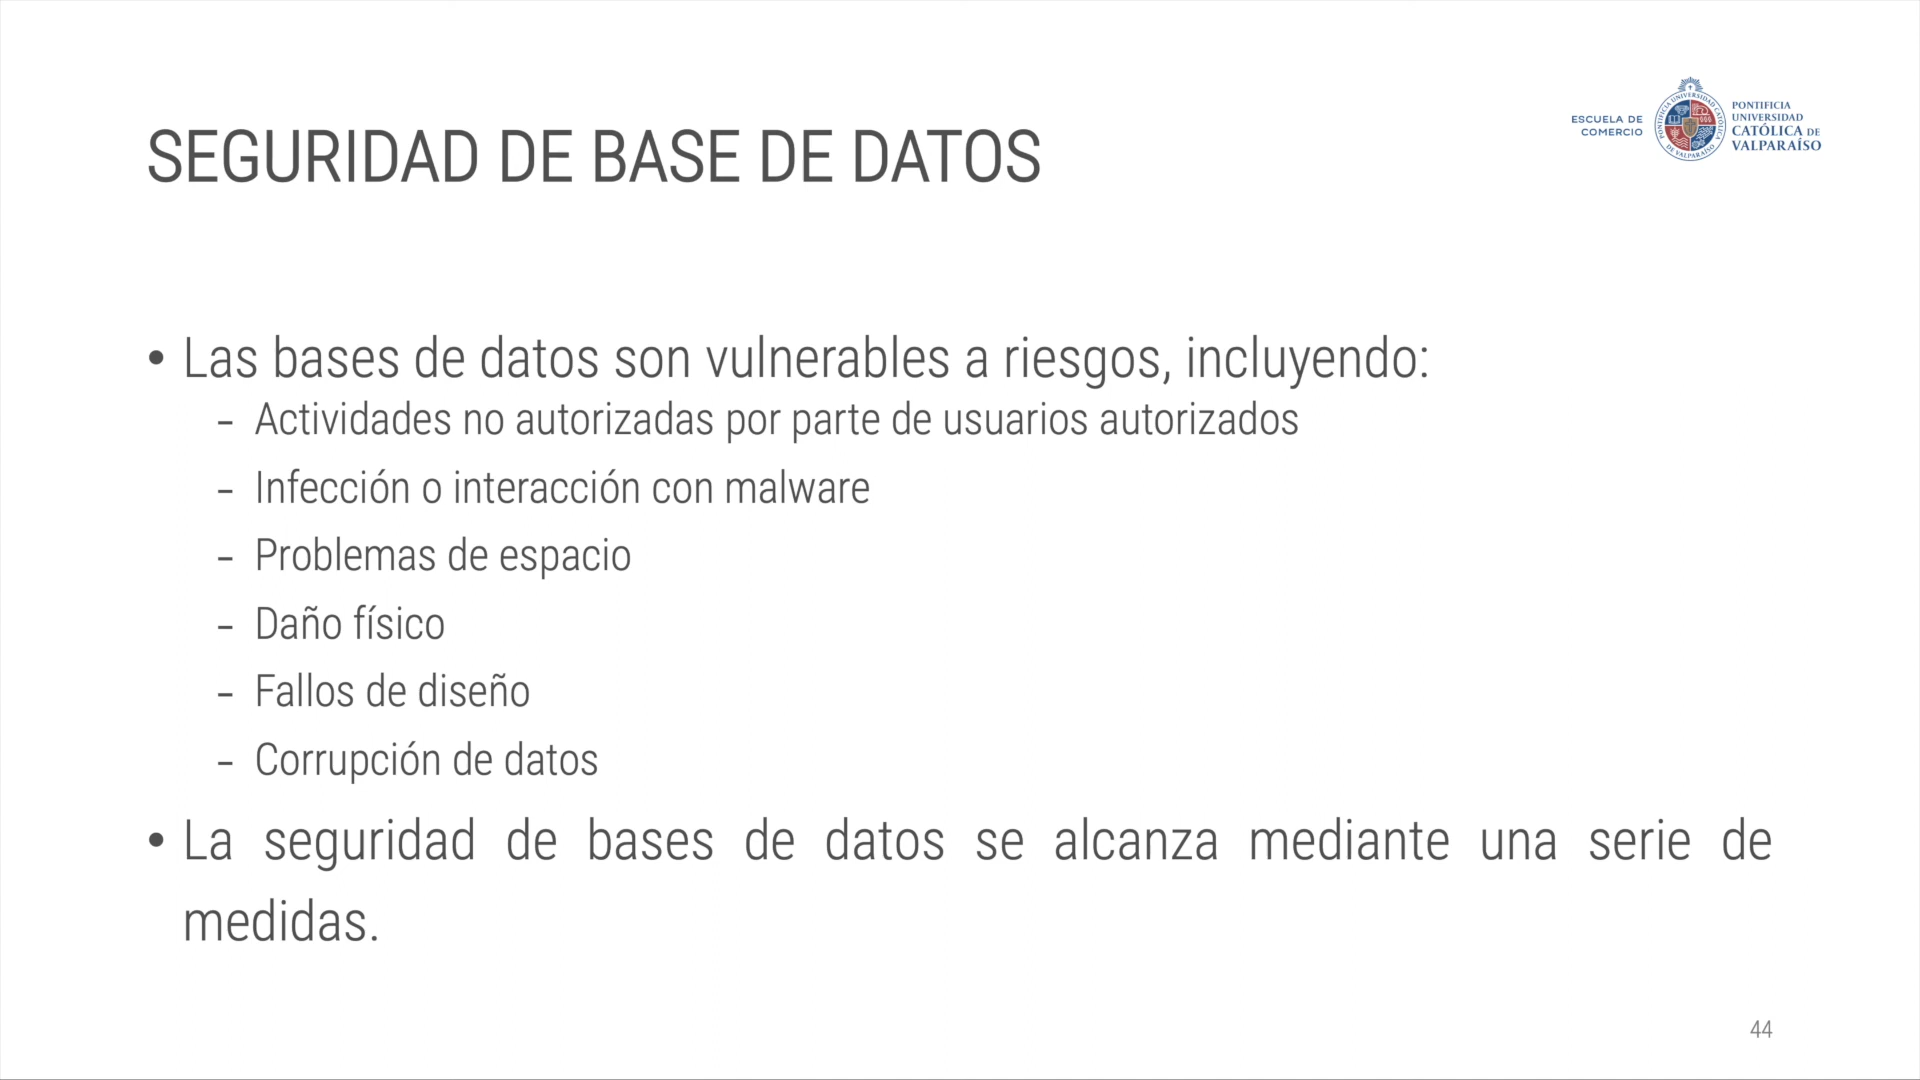 SEGURIDAD DE BASE DE DATOS
ESCUELA DE
COMERCIO
PONTIFICIA
UNIVERSIDAD
CATÓLICA DE
VALPARAÍSO
• Las bases de datos son vulnerables a riesgos, incluyendo:
– Actividades no autorizadas por parte de usuarios autorizados
– Infección o interacción con malware
– Problemas de espacio
– Daño físico
– Fallos de diseño
– Corrupción de datos
• La seguridad de bases de datos se alcanza mediante una serie de
medidas.
44